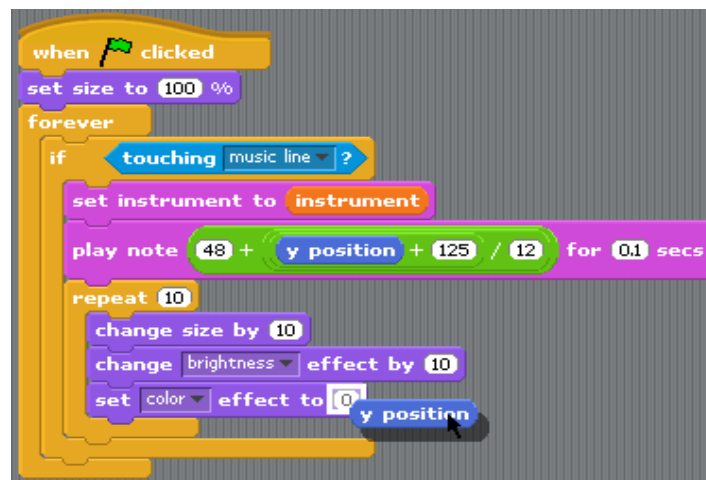 when clicked
set size to 100 %
forever
if touching music line ?
set instrument to instrument
play note 48 + y position + 125 / 12 for 0.1 secs
repeat 10
change size by 10
change brightness effect by 10
set color effect to 0
y position